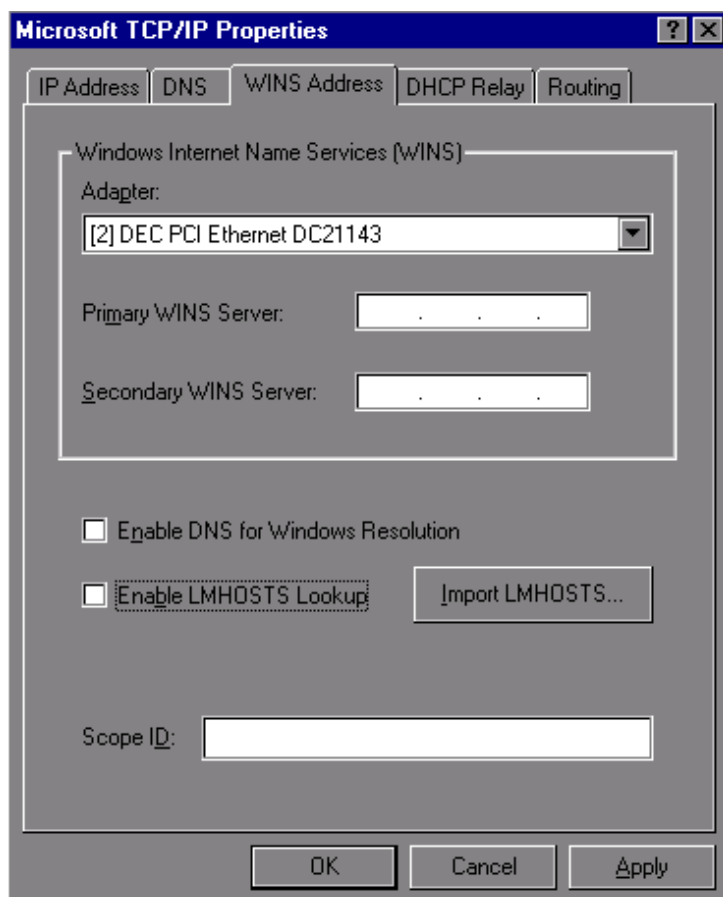 Microsoft TCP/IP Properties
IP Address DNS WINS Address DHCP Relay Routing
Windows Internet Name Services (WINS)
Adapter:
[2] DEC PCI Ethernet DC21143
Primary WINS Server: . . .
Secondary WINS Server: . . .
Enable DNS for Windows Resolution
Enable LMHOSTS Lookup Import LMHOSTS...
Scope ID:
OK Cancel Apply